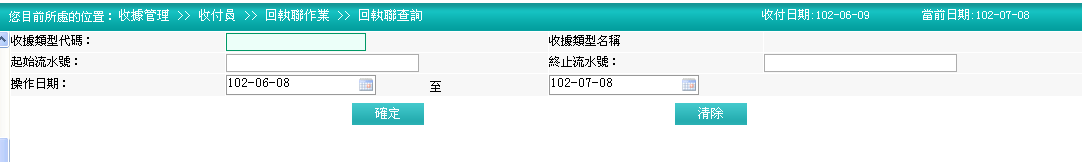 您目前所處的位置：收據管理 >> 收付員 >> 回執聯作業 >> 回執聯查詢 收付日期:102-06-09 當前日期:102-07-08
收據類型代碼： 收據類型名稱
起始流水號： 終止流水號：
操作日期： 102-06-08 至 102-07-08
確定 清除